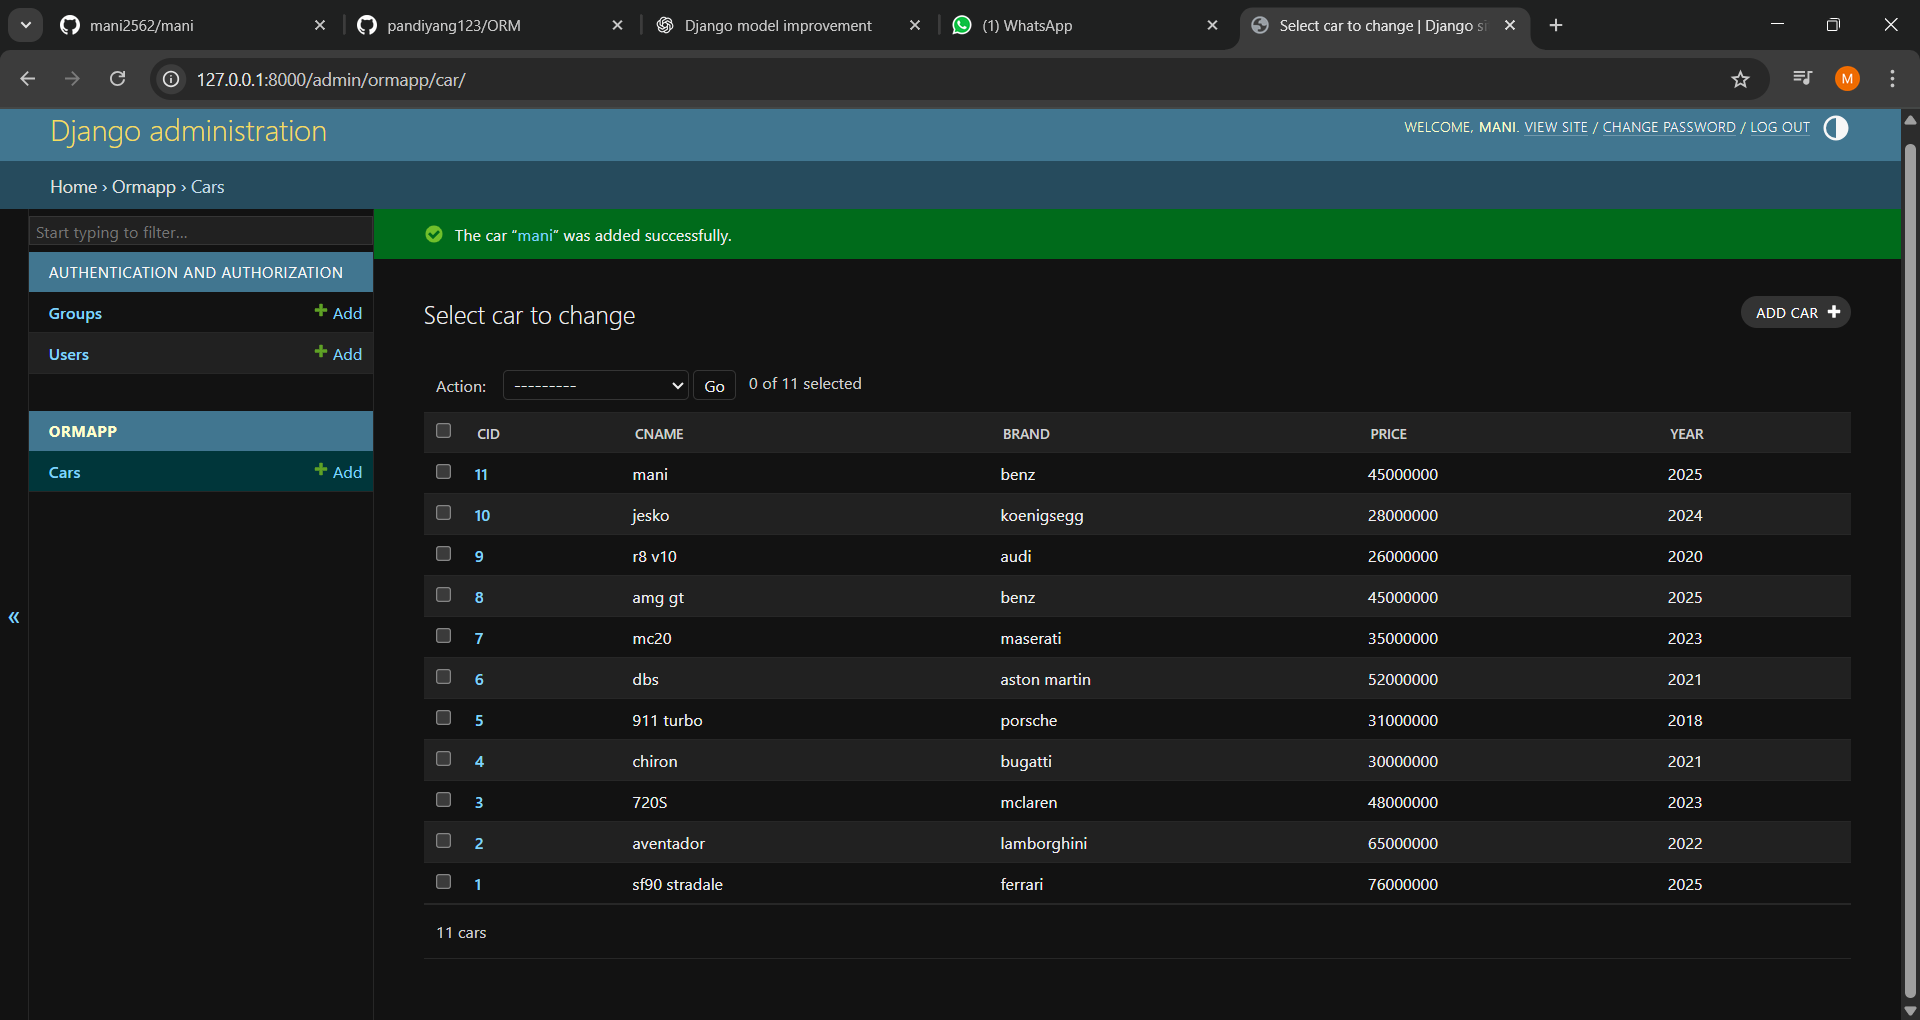 mani2562/mani
pandiyang123/ORM
Django model improvement
(1) WhatsApp
Select car to change | Django si
127.0.0.1:8000/admin/ormapp/car/
M
Django administration
WELCOME, MANI. VIEW SITE / CHANGE PASSWORD / LOG OUT
Home › Ormapp › Cars
Start typing to filter...
The car “mani” was added successfully.
AUTHENTICATION AND AUTHORIZATION
Groups + Add
Users + Add
ORMAPP
Cars + Add
«
Select car to change
ADD CAR +
Action: --------- Go 0 of 11 selected
CID CNAME BRAND PRICE YEAR
11 mani benz 45000000 2025
10 jesko koenigsegg 28000000 2024
9 r8 v10 audi 26000000 2020
8 amg gt benz 45000000 2025
7 mc20 maserati 35000000 2023
6 dbs aston martin 52000000 2021
5 911 turbo porsche 31000000 2018
4 chiron bugatti 30000000 2021
3 720S mclaren 48000000 2023
2 aventador lamborghini 65000000 2022
1 sf90 stradale ferrari 76000000 2025
11 cars